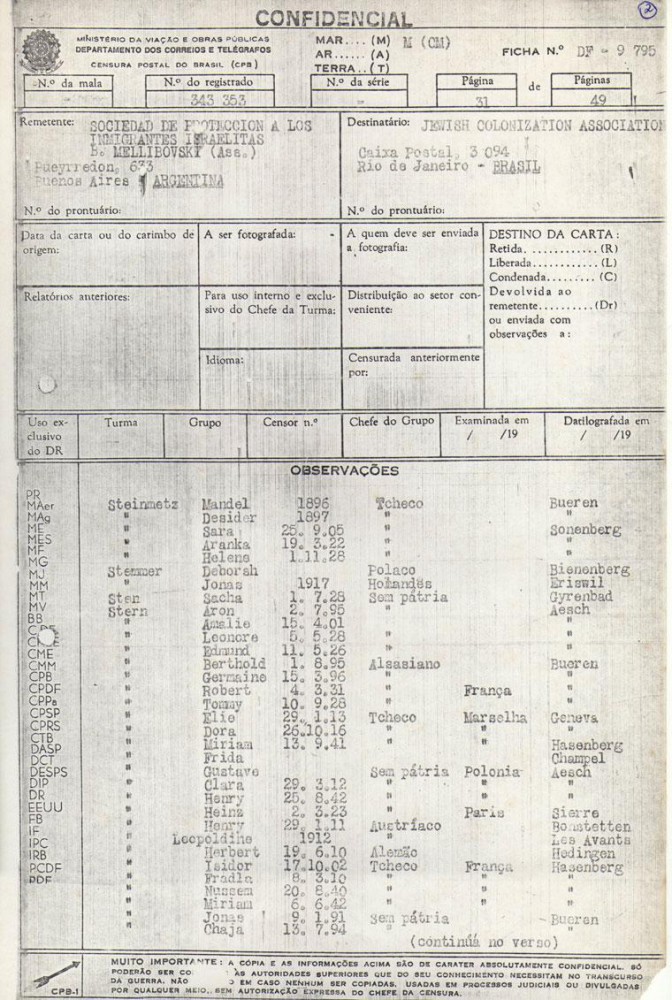 CONFIDENCIAL
2
MINISTÉRIO DA VIAÇÃO E OBRAS PÚBLICAS
DEPARTAMENTO DOS CORREIOS E TELÉGRAFOS
CENSURA POSTAL DO BRASIL (CPB)
MAR.... (M) M (CM)
AR...... (A)
TERRA.. (T)
FICHA N.º DF - 9 795
N.º da mala N.º do registrado N.º da série Página de Páginas
343 353 31 49
Remetente: SOCIEDAD DE PROTECCION A LOS
INMIGRANTES ISRAELITAS
B. MELLIBOVSKI (Ass.)
Pueyrredon, 673
Buenos Aires ARGENTINA
N.º do prontuário:
Destinatário: JEWISH COLONIZATION ASSOCIATION
Caixa Postal, 3 094
Rio de Janeiro - BRASIL
N.º do prontuário:
Data da carta ou do carimbo de origem:
A ser fotografada: -
A quem deve ser enviada a fotografia:
DESTINO DA CARTA:
Retida. ............ (R)
Liberada............ (L)
Condenada......... (C)
Devolvida ao
remetente.......... (Dr)
ou enviada com
observações a:
Relatórios anteriores:
Para uso interno e exclusivo do Chefe da Turma:
Distribuição ao setor conveniente:
Idioma:
Censurada anteriormente por:
Uso exclusivo do DR Turma Grupo Censor n.º Chefe do Grupo Examinada em / /19 Datilografada em / /19
OBSERVAÇÕES
PR
MAer Steinmetz Mandel 1896 Tcheco Bueren
MAg " Desider 1897 " "
ME " Sara 25. 9.05 " Sonenberg
MES " Aranka 19. 3.22 " "
MF " Helene 1.11.28 " "
MG
MJ Stemmer Deborah Polaco Bienenberg
MM " Jonas 1917 Holandês Eriswil
MT Sten Sacha 1. 7.28 Sem pátria Gyrenbad
MV Stern Aron 2. 7.95 " Aesch
BB " Amalie 15. 4.01 " "
" Leonore 5. 5.28 " "
" Edmund 11. 5.26 " "
CME
CMM " Berthold 1. 8.95 Alsasiano Bueren
CPB " Germaine 15. 3.96 " "
CPDF " Robert 4. 3.31 " França "
CPPa " Tommy 10. 9.28 " " "
CPSP " Elie 29. 1.13 Tcheco Marselha Geneva
CPRS " Dora 26.10.16 " " "
CTB " Miriam 13. 9.41 " " Hasenberg
DASP " Frida Champel
DCT " Gustave Sem pátria Polonia Aesch
DESPS " Clara 29. 3.12 " " "
DIP " Henry 25. 8.42 " " "
DR " Heinz 2. 3.23 " Paris Sierre
EEUU " Henry 29. 1.11 Austríaco Bonstetten
FB " Leopoldine 1912 " Les Avants
IF " Herbert 19. 6.10 Alemão Hedingen
IPC " Isidor 17.10.02 Tcheco França Hasenberg
IRB " Fradla 8. 3.10 " " "
PCDF " Nussem 20. 8.40 " " "
PDF " Miriam 6. 6.42 " " "
" Jonas 9. 1.91 Sem pátria - Bueren
" Chaja 13. 7.94 " "
(continúa no verso)
CPB-1
MUITO IMPORTANTE: A CÓPIA E AS INFORMAÇÕES ACIMA SÃO DE CARATER ABSOLUTAMENTE CONFIDENCIAL. SÓ
PODERÃO SER AS AUTORIDADES SUPERIORES QUE DO SEU CONHECIMENTO NECESSITAM NO TRANSCURSO
DA GUERRA. NÃO EM CASO NENHUM SER COPIADAS, USADAS EM PROCESSOS JUDICIAIS OU DIVULGADAS
POR QUALQUER MEIO, SEM AUTORIZAÇÃO EXPRESSA DO CHEFE DA CENSURA.